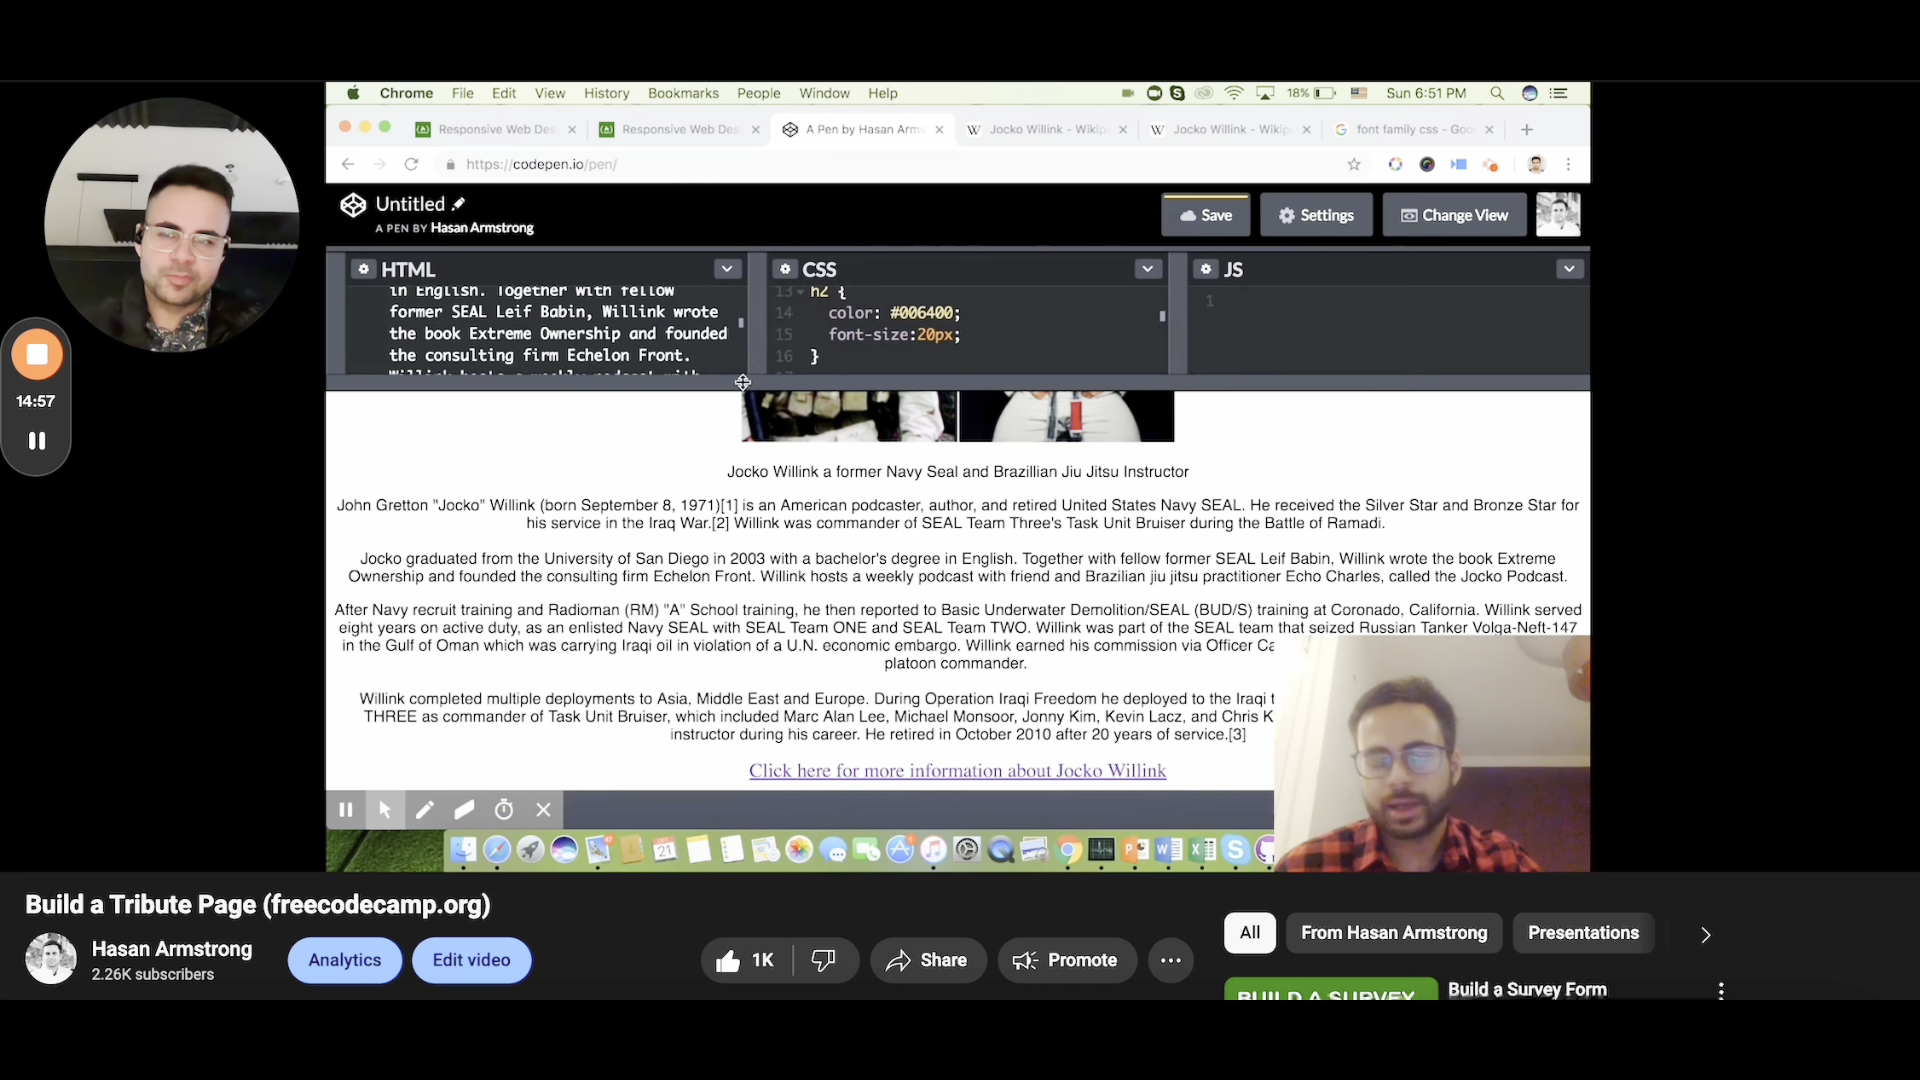 Chrome File Edit View History Bookmarks People Window Help 18% Sun 6:51 PM
Responsive Web Des Responsive Web Des A Pen by Hasan Arms Jocko Willink - Wikip Jocko Willink - Wikip font family css - Goo
https://codepen.io/pen/
Untitled
A PEN BY Hasan Armstrong
Save Settings Change View
HTML
in English. Together with fellow
former SEAL Leif Babin, Willink wrote
the book Extreme Ownership and founded
the consulting firm Echelon Front.
Willink hosts a weekly podcast with
CSS
13 h2 {
14 color: #006400;
15 font-size:20px;
16 }
JS
1
14:57
Jocko Willink a former Navy Seal and Brazillian Jiu Jitsu Instructor
John Gretton "Jocko" Willink (born September 8, 1971)[1] is an American podcaster, author, and retired United States Navy SEAL. He received the Silver Star and Bronze Star for
his service in the Iraq War.[2] Willink was commander of SEAL Team Three's Task Unit Bruiser during the Battle of Ramadi.
Jocko graduated from the University of San Diego in 2003 with a bachelor's degree in English. Together with fellow former SEAL Leif Babin, Willink wrote the book Extreme
Ownership and founded the consulting firm Echelon Front. Willink hosts a weekly podcast with friend and Brazilian jiu jitsu practitioner Echo Charles, called the Jocko Podcast.
After Navy recruit training and Radioman (RM) "A" School training, he then reported to Basic Underwater Demolition/SEAL (BUD/S) training at Coronado, California. Willink served
eight years on active duty, as an enlisted Navy SEAL with SEAL Team ONE and SEAL Team TWO. Willink was part of the SEAL team that seized Russian Tanker Volga-Neft-147
in the Gulf of Oman which was carrying Iraqi oil in violation of a U.N. economic embargo. Willink earned his commission via Officer Ca
platoon commander.
Willink completed multiple deployments to Asia, Middle East and Europe. During Operation Iraqi Freedom he deployed to the Iraqi t
THREE as commander of Task Unit Bruiser, which included Marc Alan Lee, Michael Monsoor, Jonny Kim, Kevin Lacz, and Chris K
instructor during his career. He retired in October 2010 after 20 years of service.[3]
Click here for more information about Jocko Willink
Build a Tribute Page (freecodecamp.org)
Hasan Armstrong
2.26K subscribers
Analytics Edit video 1K Share Promote
All From Hasan Armstrong Presentations
BUILD A SURVEY
Build a Survey Form